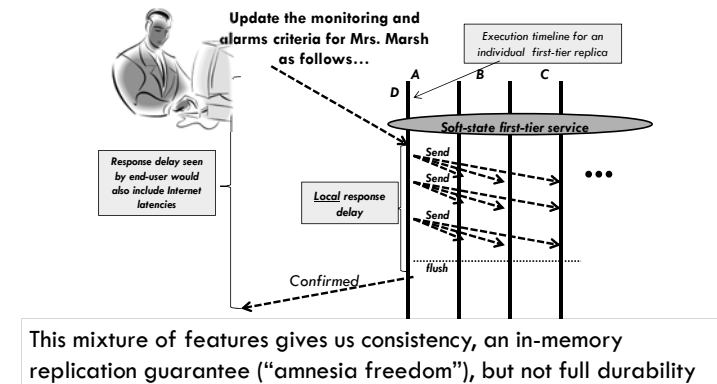 Update the monitoring and
alarms criteria for Mrs. Marsh
as follows…
Execution timeline for an
individual first-tier replica
A B C
D
Soft-state first-tier service
Response delay seen
by end-user would
also include Internet
latencies
Local response
delay
Send
Send
Send
flush
Confirmed
This mixture of features gives us consistency, an in-memory
replication guarantee (“amnesia freedom”), but not full durability